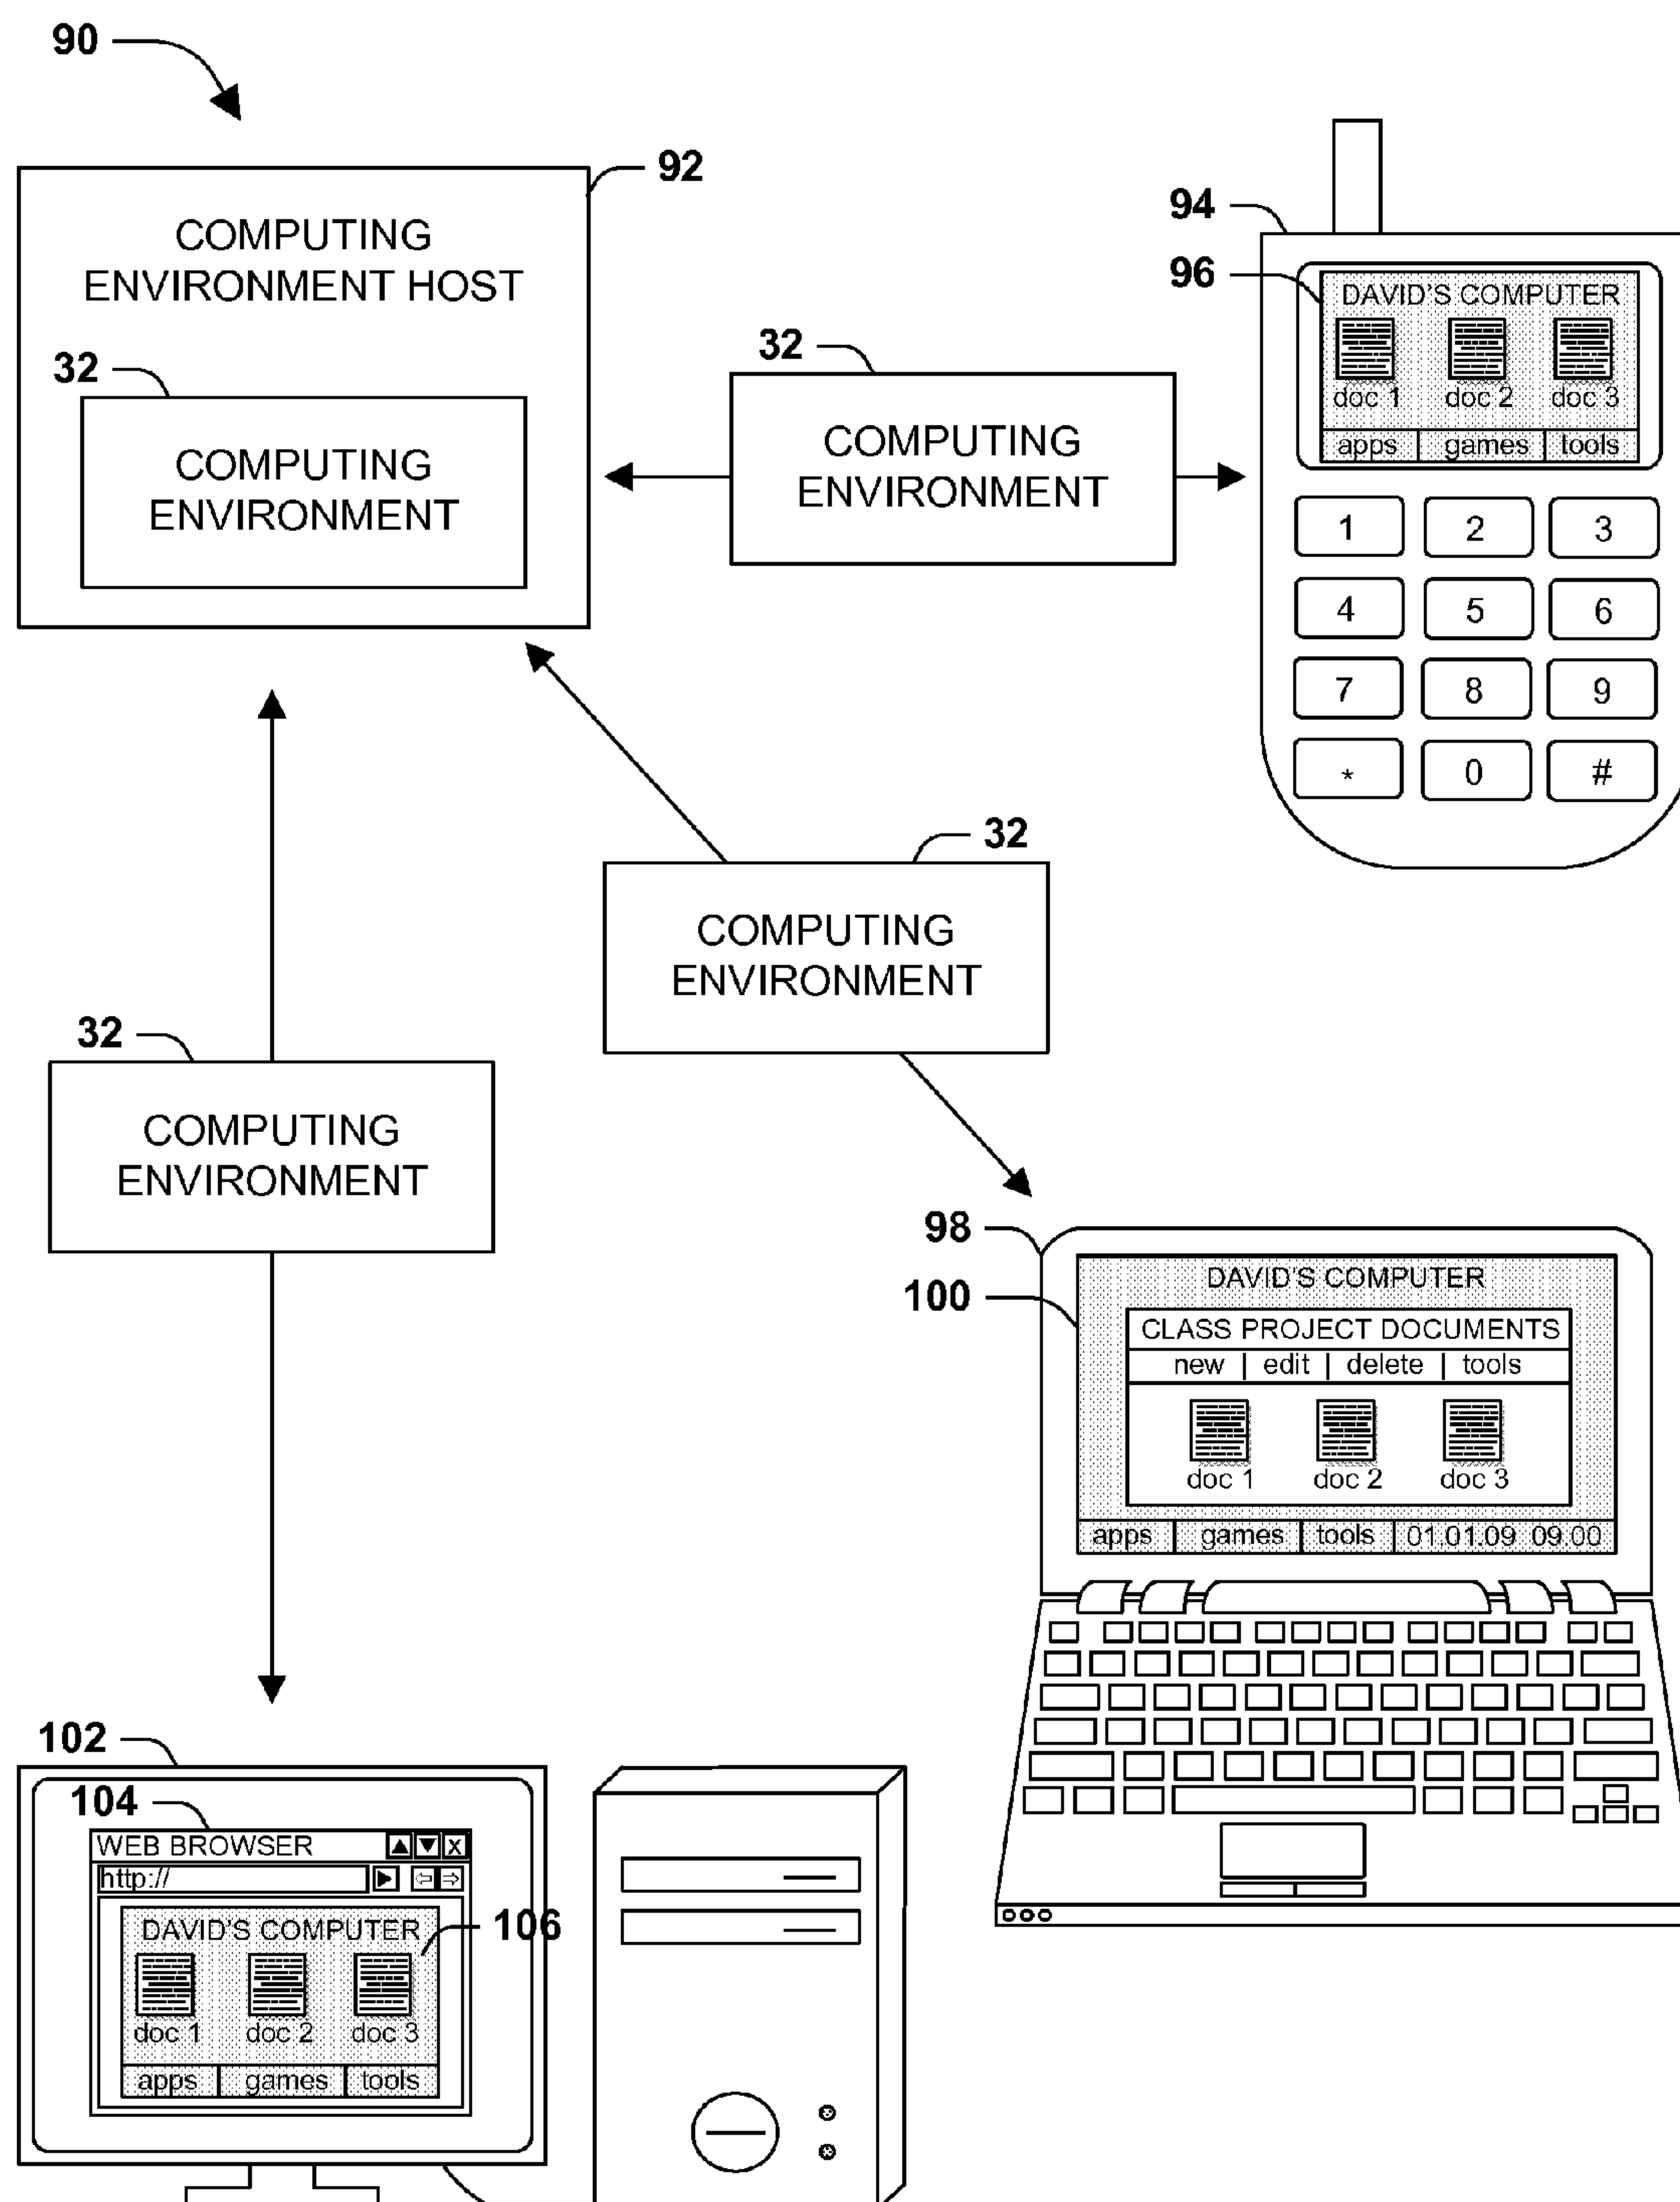 90
92
COMPUTING
ENVIRONMENT HOST
32
COMPUTING
ENVIRONMENT
32
COMPUTING
ENVIRONMENT
94
96
DAVID'S COMPUTER
doc 1 doc 2 doc 3
apps games tools
1 2 3
4 5 6
7 8 9
* 0 #
32
COMPUTING
ENVIRONMENT
32
COMPUTING
ENVIRONMENT
98
100
DAVID'S COMPUTER
CLASS PROJECT DOCUMENTS
new | edit | delete | tools
doc 1 doc 2 doc 3
apps games tools 01.01.09 09:00
102
104
WEB BROWSER X
http://
DAVID'S COMPUTER
106
doc 1 doc 2 doc 3
apps games tools